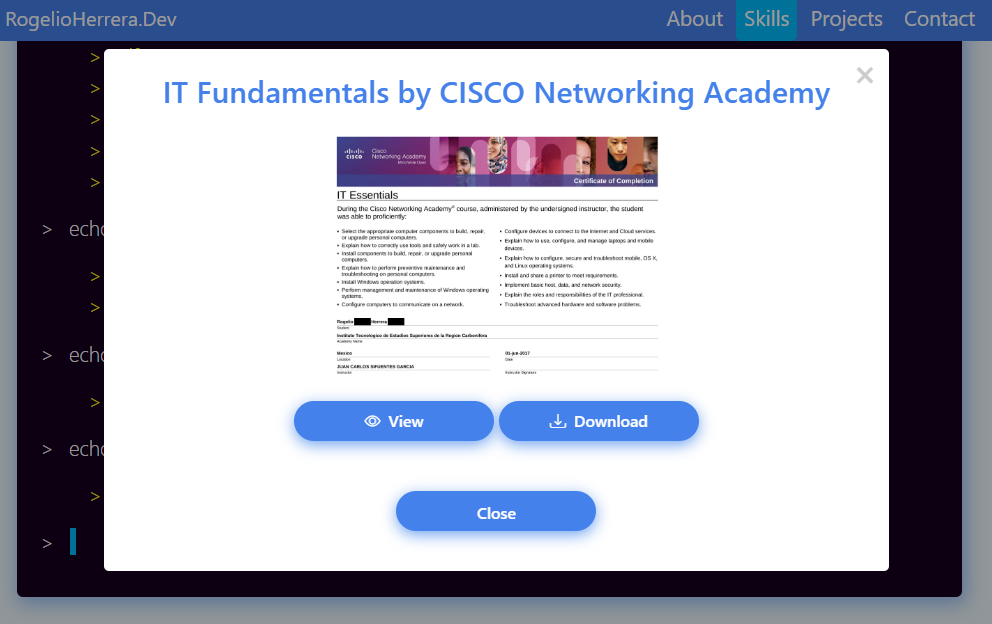 RogelioHerrera.Dev
About Skills Projects Contact
×
IT Fundamentals by CISCO Networking Academy
cisco
Cisco
Networking Academy
Certificate of Completion
IT Essentials
During the Cisco Networking Academy® course, administered by the undersigned instructor, the student
was able to proficiently:
• Select the appropriate computer components to build, repair,
or upgrade personal computers.
• Explain how to correctly use tools and safely work in a lab.
• Install components to build, repair, or upgrade personal
computers.
• Explain how to perform preventive maintenance and
troubleshooting on personal computers.
• Install Windows operation systems.
• Perform management and maintenance of Windows operating
systems.
• Configure computers to communicate on a network.
• Configure devices to connect to the Internet and Cloud services.
• Explain how to use, configure, and manage laptops and mobile
devices.
• Explain how to configure, secure and troubleshoot mobile, OS X,
and Linux operating systems.
• Install and share a printer to meet requirements.
• Implement basic host, data, and network security.
• Explain the roles and responsibilities of the IT professional.
• Troubleshoot advanced hardware and software problems.
Rogelio Herrera
Student
Instituto Tecnológico de Estudios Superiores de la Region Carbonifera
Academy Name
Mexico
Location
01-jun-2017
Date
JUAN CARLOS SIFUENTES GARCIA
Instructor
Instructor Signature
View
Download
Close
>
>
>
>
>
> echo
>
>
> echo
>
> echo
>
>